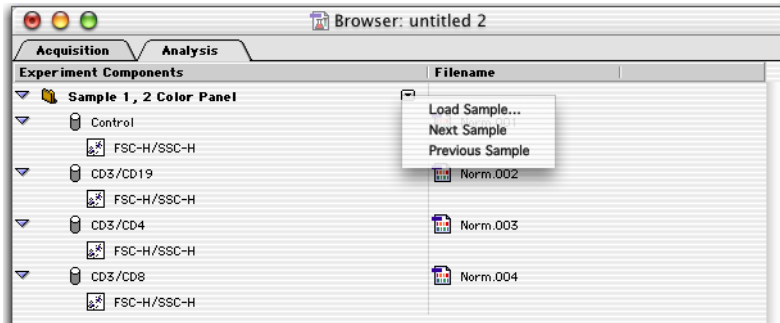 Browser: untitled 2
Acquisition Analysis
Experiment Components Filename
Sample 1, 2 Color Panel
Load Sample...
Next Sample
Previous Sample
Control Norm.001
FSC-H/SSC-H
CD3/CD19 Norm.002
FSC-H/SSC-H
CD3/CD4 Norm.003
FSC-H/SSC-H
CD3/CD8 Norm.004
FSC-H/SSC-H